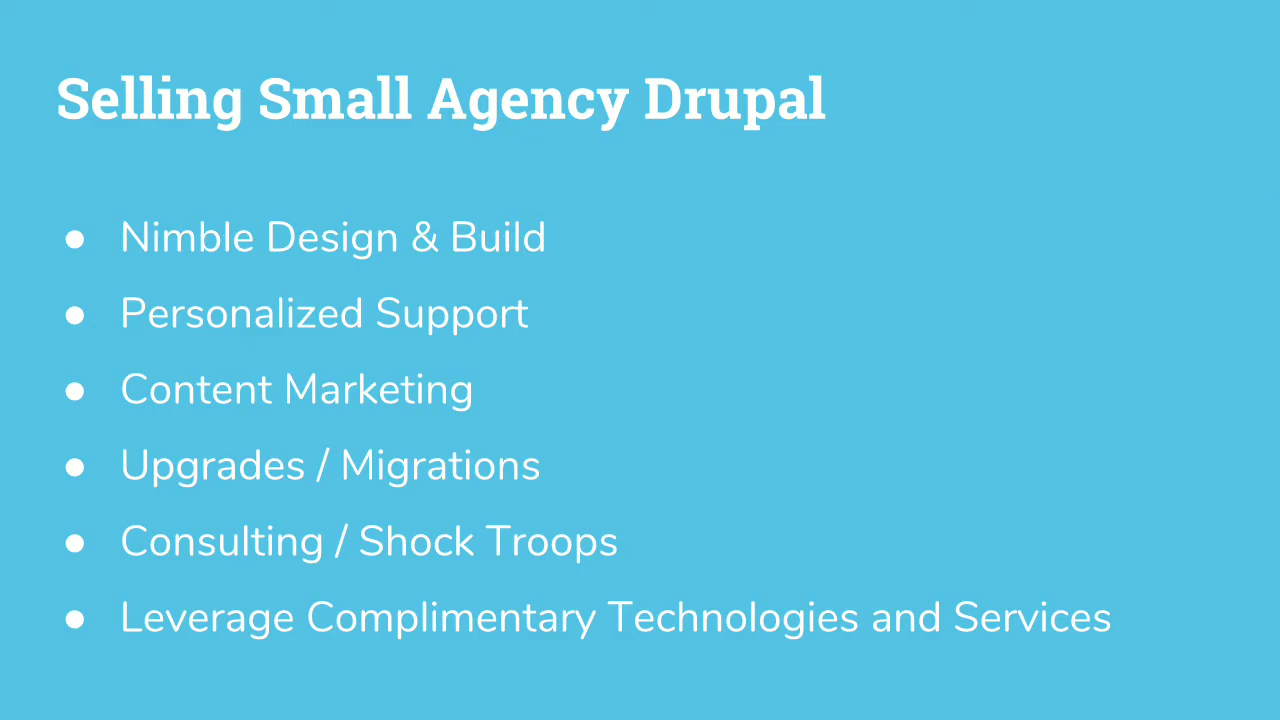 Selling Small Agency Drupal
● Nimble Design & Build
● Personalized Support
● Content Marketing
● Upgrades / Migrations
● Consulting / Shock Troops
● Leverage Complimentary Technologies and Services